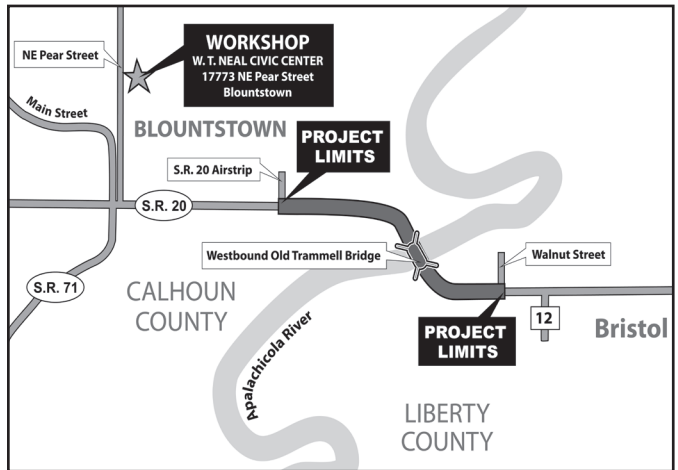 NE Pear Street
WORKSHOP
W. T. NEAL CIVIC CENTER
17773 NE Pear Street
Blountstown
Main Street
BLOUNTSTOWN
PROJECT
LIMITS
S.R. 20 Airstrip
S.R. 20
Westbound Old Trammell Bridge
Walnut Street
S.R. 71
CALHOUN
COUNTY
Apalachicola River
PROJECT
LIMITS
12
Bristol
LIBERTY
COUNTY